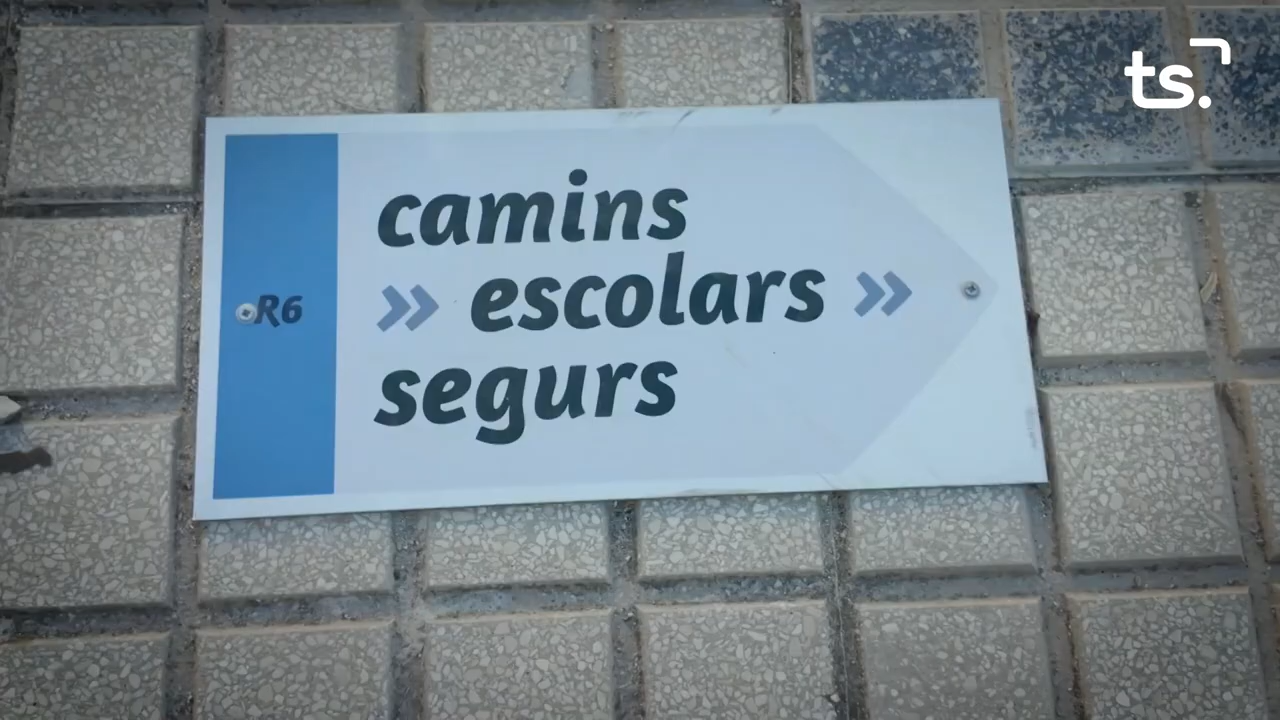 ts.
camins
R6 » escolars »
segurs